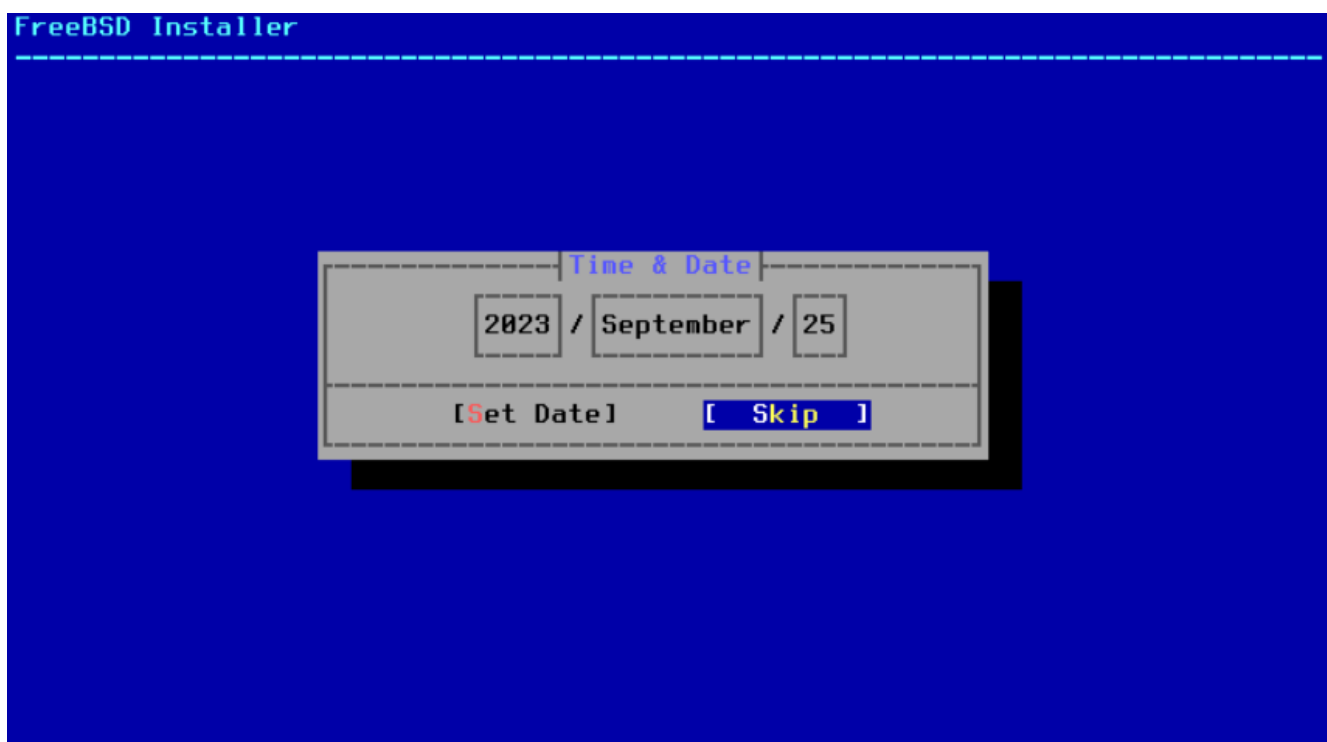 FreeBSD Installer
Time & Date
2023 / September / 25
[Set Date] [ Skip ]